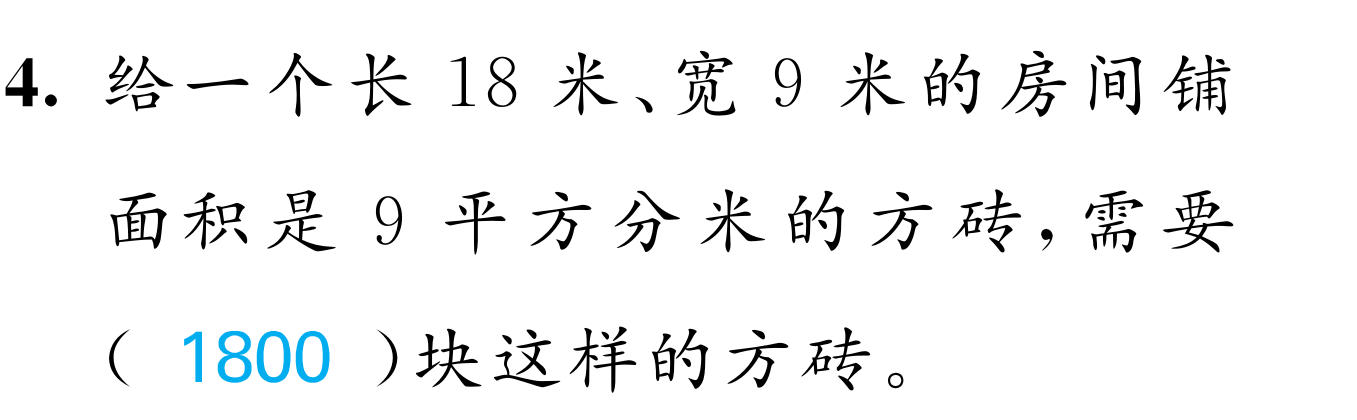 4. 给一个长 18 米、宽 9 米的房间铺
面积是 9 平方分米的方砖,需要
( 1800 )块这样的方砖。